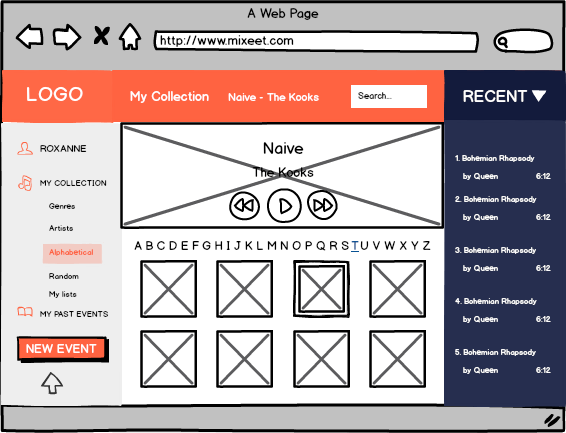 A Web Page
http://www.mixeet.com
LOGO
My Collection
Naive - The Kooks
Search...
RECENT
ROXANNE
MY COLLECTION
Genres
Artists
Alphabetical
Random
My lists
MY PAST EVENTS
NEW EVENT
Naive
The Kooks
A B C D E F G H I J K L M N O P Q R S T U V W X Y Z
1. Bohemian Rhapsody
by Queen 6:12
2. Bohemian Rhapsody
by Queen 6:12
3. Bohemian Rhapsody
by Queen 6:12
4. Bohemian Rhapsody
by Queen 6:12
5. Bohemian Rhapsody
by Queen 6:12